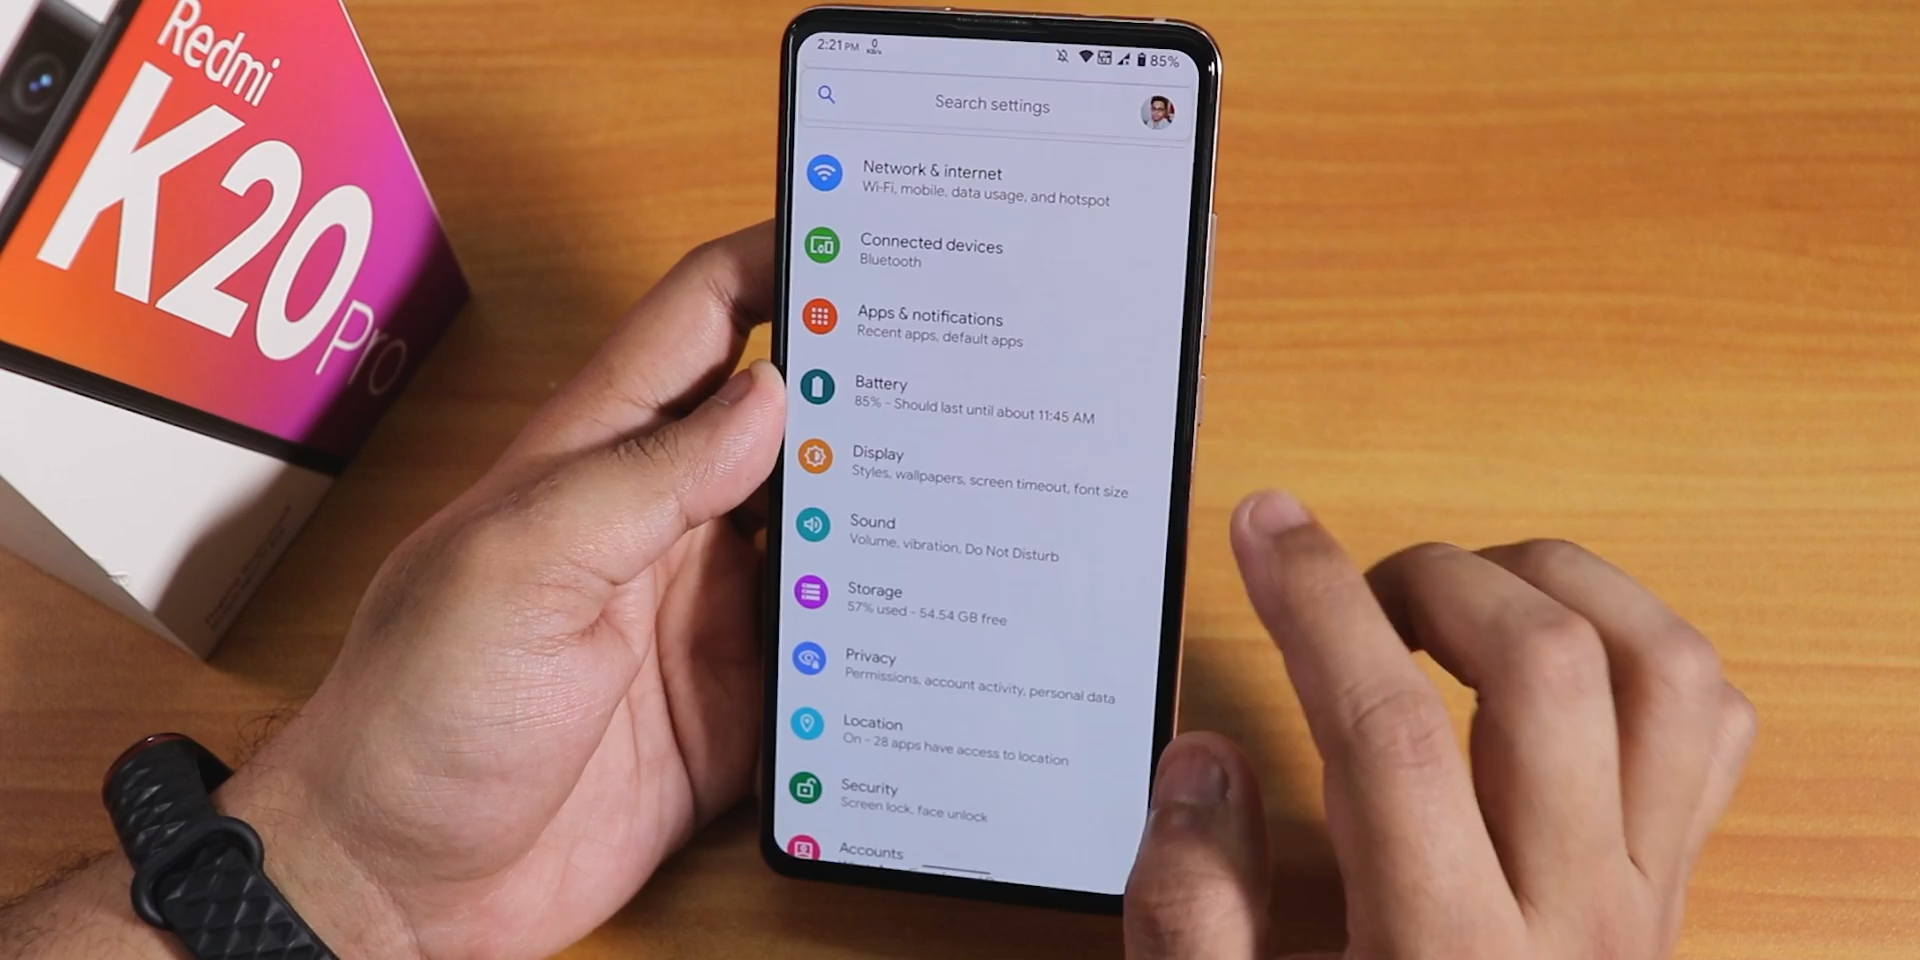 Redmi
K20
Pro
2:21 PM 0 KB/s 85%
Search settings
Network & internet
Wi-Fi, mobile, data usage, and hotspot
Connected devices
Bluetooth
Apps & notifications
Recent apps, default apps
Battery
85% - Should last until about 11:45 AM
Display
Styles, wallpapers, screen timeout, font size
Sound
Volume, vibration, Do Not Disturb
Storage
57% used - 54.54 GB free
Privacy
Permissions, account activity, personal data
Location
On - 28 apps have access to location
Security
Screen lock, face unlock
Accounts